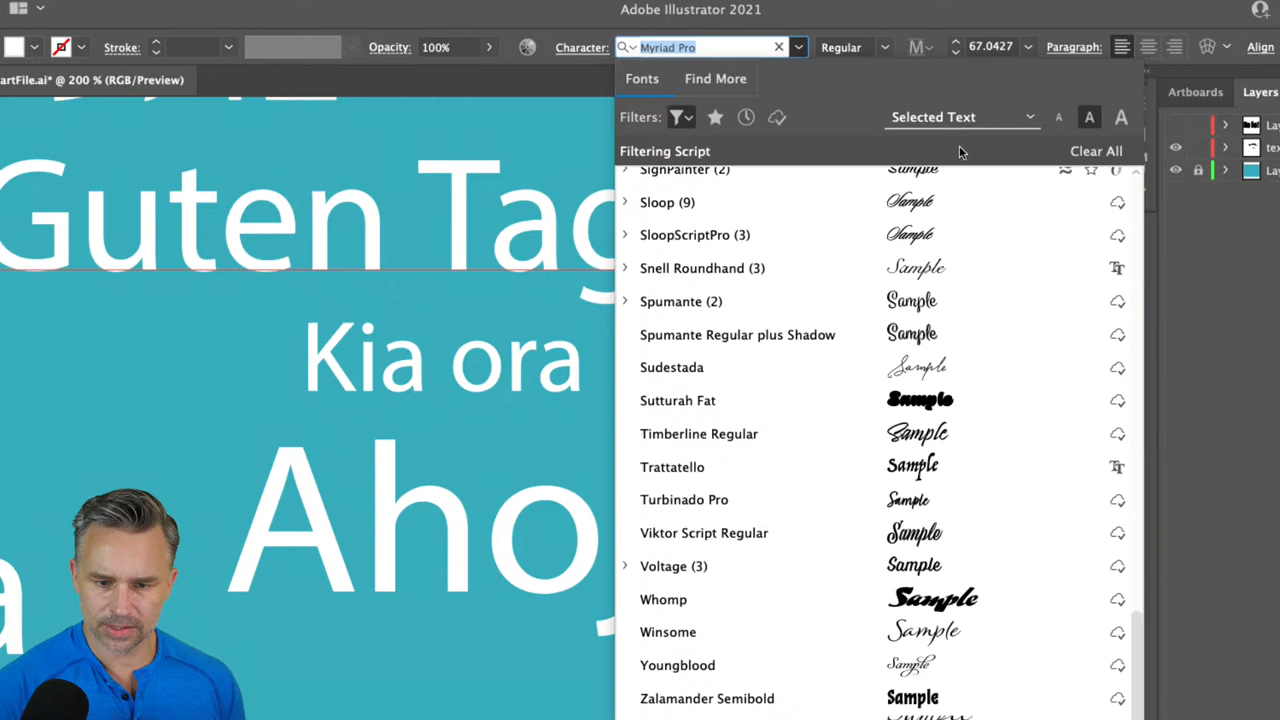 Adobe Illustrator 2021
Stroke: Opacity: 100% Character: Myriad Pro Regular 67.0427 Paragraph: Align
artFile.ai* @ 200 % (RGB/Preview)
Fonts Find More
Artboards Layers
Filters: Selected Text A A A
Filtering Script Clear All
SignPainter (2) Sample
Sloop (9) Sample
SloopScriptPro (3) Sample
Snell Roundhand (3) Sample
Spumante (2) Sample
Spumante Regular plus Shadow Sample
Sudestada Sample
Sutturah Fat Sample
Timberline Regular Sample
Trattatello Sample
Turbinado Pro Sample
Viktor Script Regular Sample
Voltage (3) Sample
Whomp Sample
Winsome Sample
Youngblood Sample
Zalamander Semibold Sample
Guten Tag
Kia ora
Aho
a